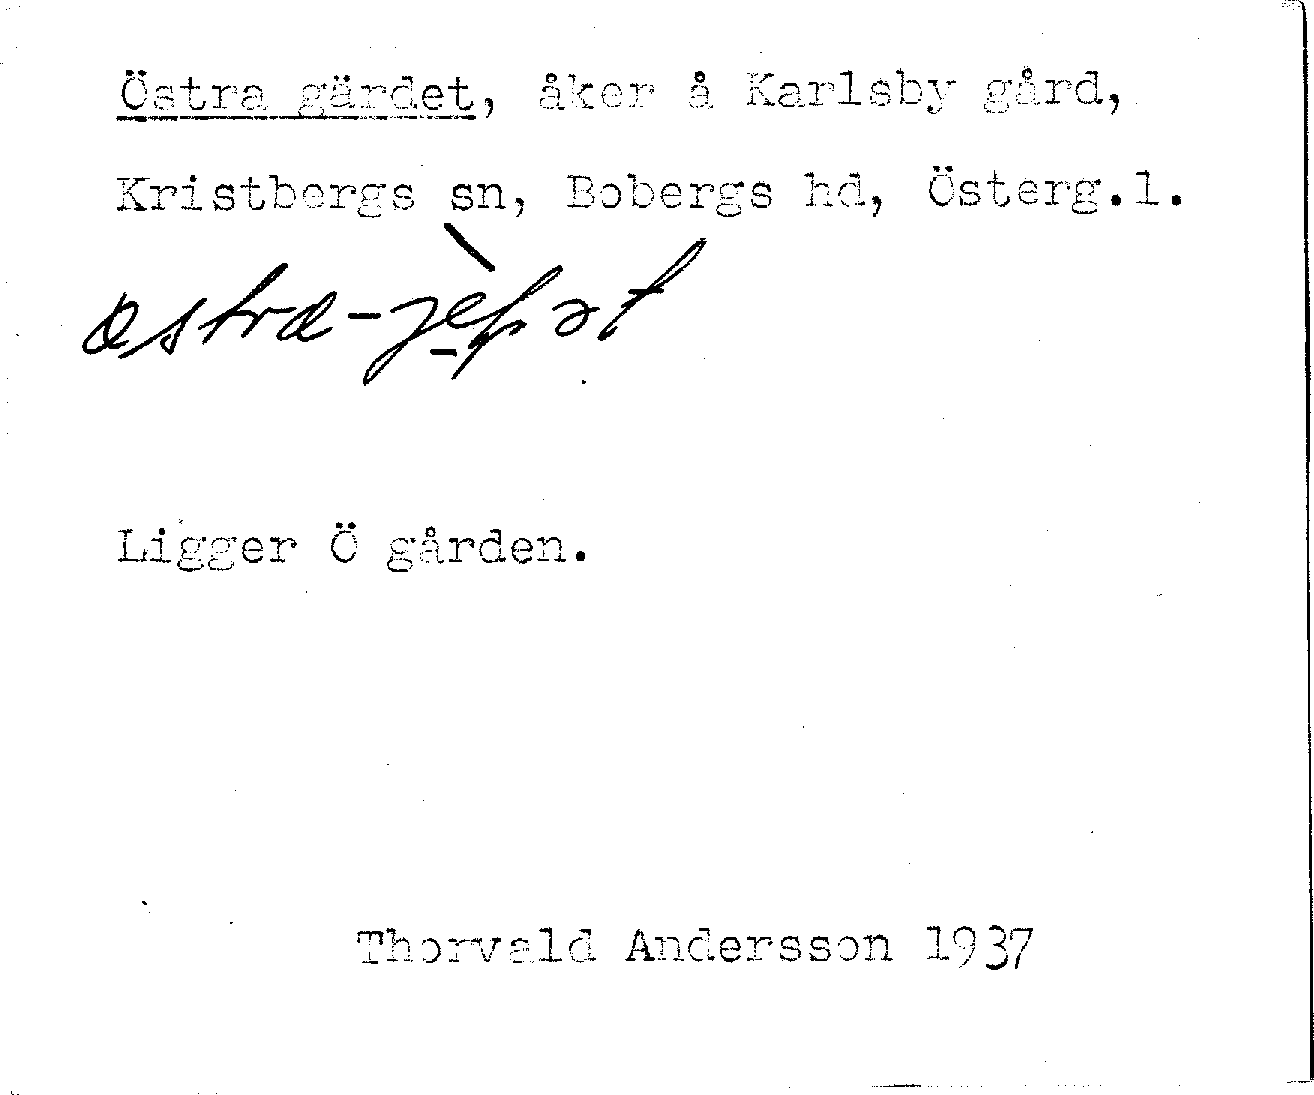 Östra gärdet, åker å Karlsby gård,
Kristbergs sn, Bobergs hd, Österg.l.
Ligger Ö gården.
Thorvald Andersson 1937